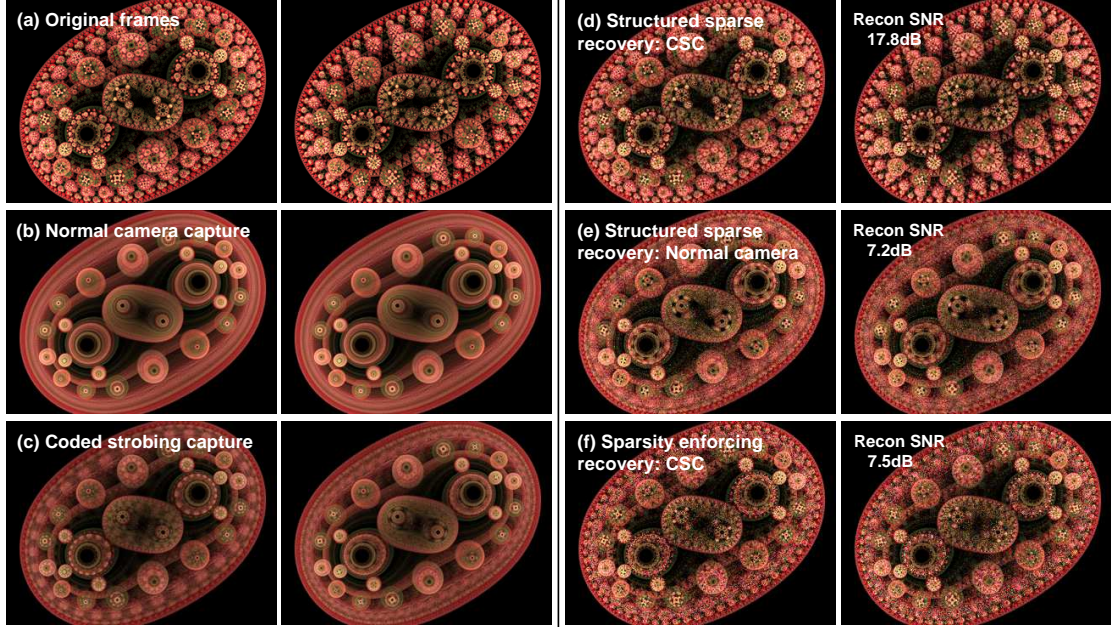 (a) Original frames
(b) Normal camera capture
(c) Coded strobing capture
(d) Structured sparse
recovery: CSC
Recon SNR
17.8dB
(e) Structured sparse
recovery: Normal camera
Recon SNR
7.2dB
(f) Sparsity enforcing
recovery: CSC
Recon SNR
7.5dB